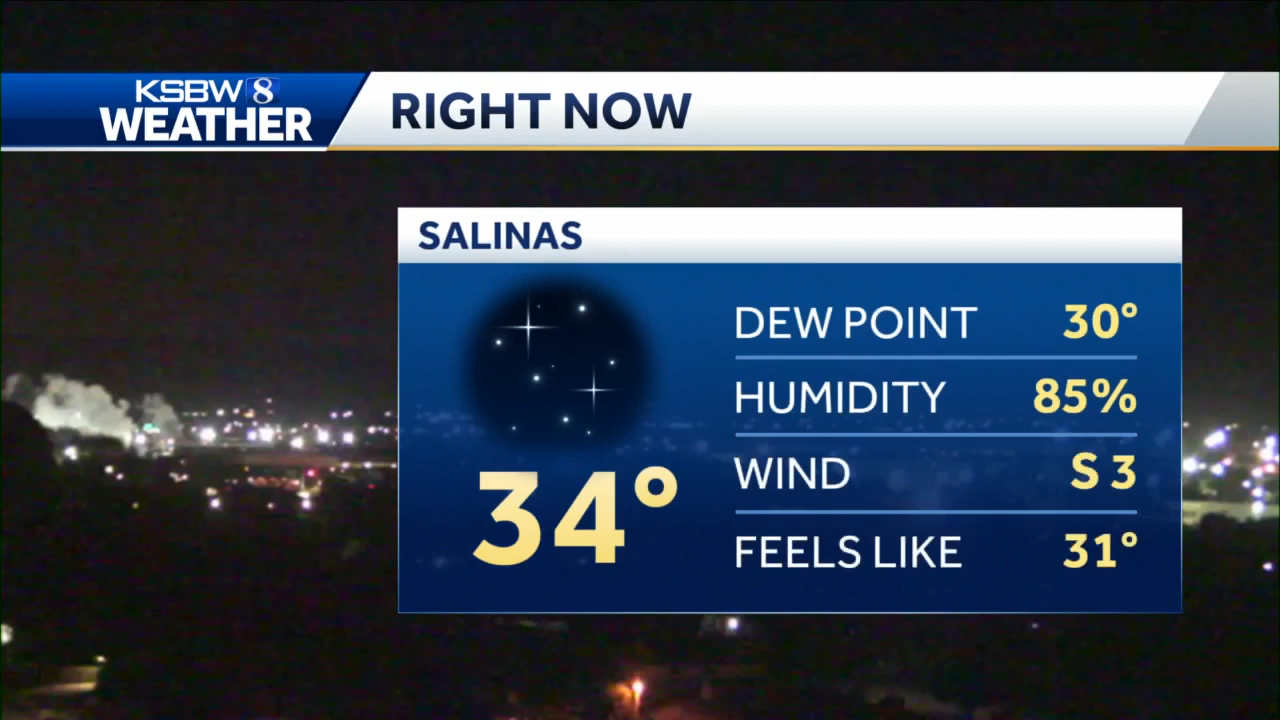 KSBW 8
WEATHER
RIGHT NOW
SALINAS
34°
DEW POINT 30°
HUMIDITY 85%
WIND S 3
FEELS LIKE 31°